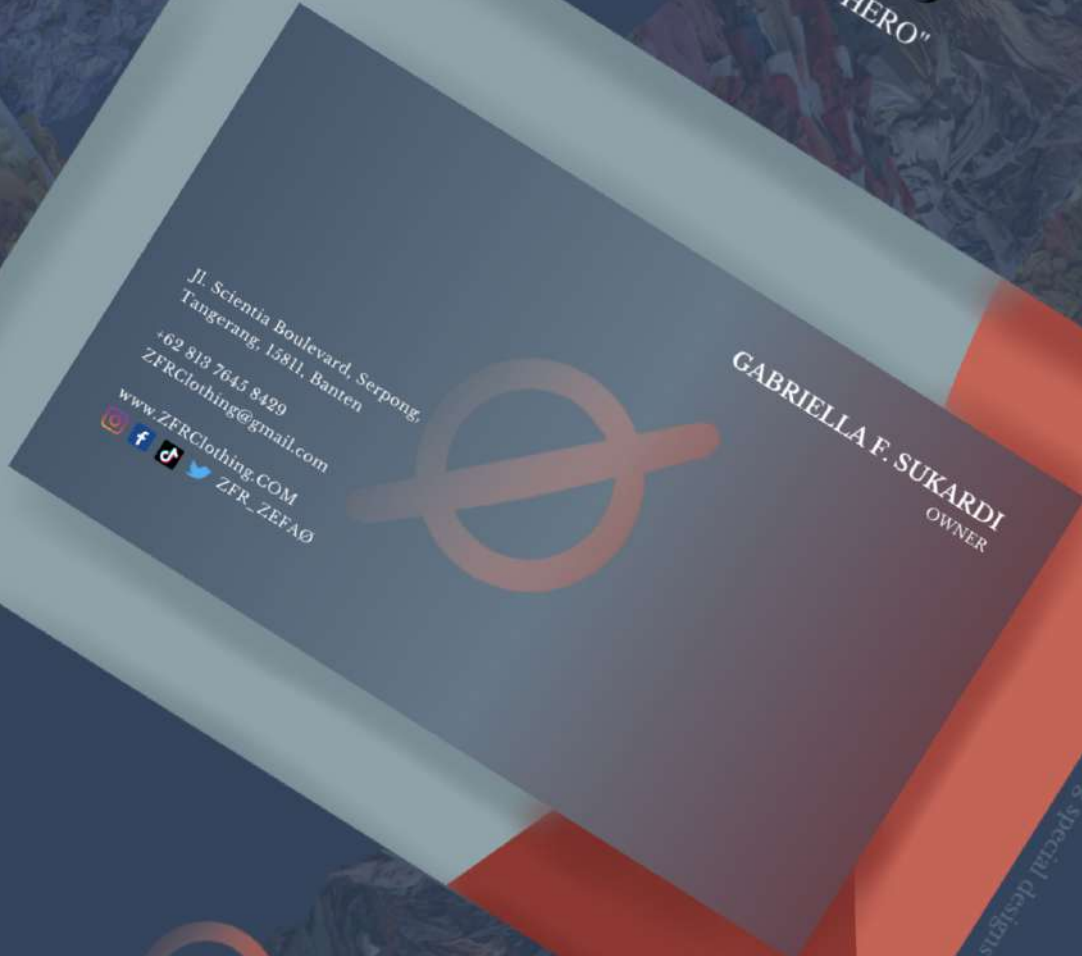 HERO"
GABRIELLA F. SUKARDI
OWNER
Jl. Scientia Boulevard, Serpong,
Tangerang, 15811. Banten
+62 813 7645 8429
ZFRClothing@gmail.com
www.ZFRClothing.COM
ZFR_ZEFAØ
& special designs